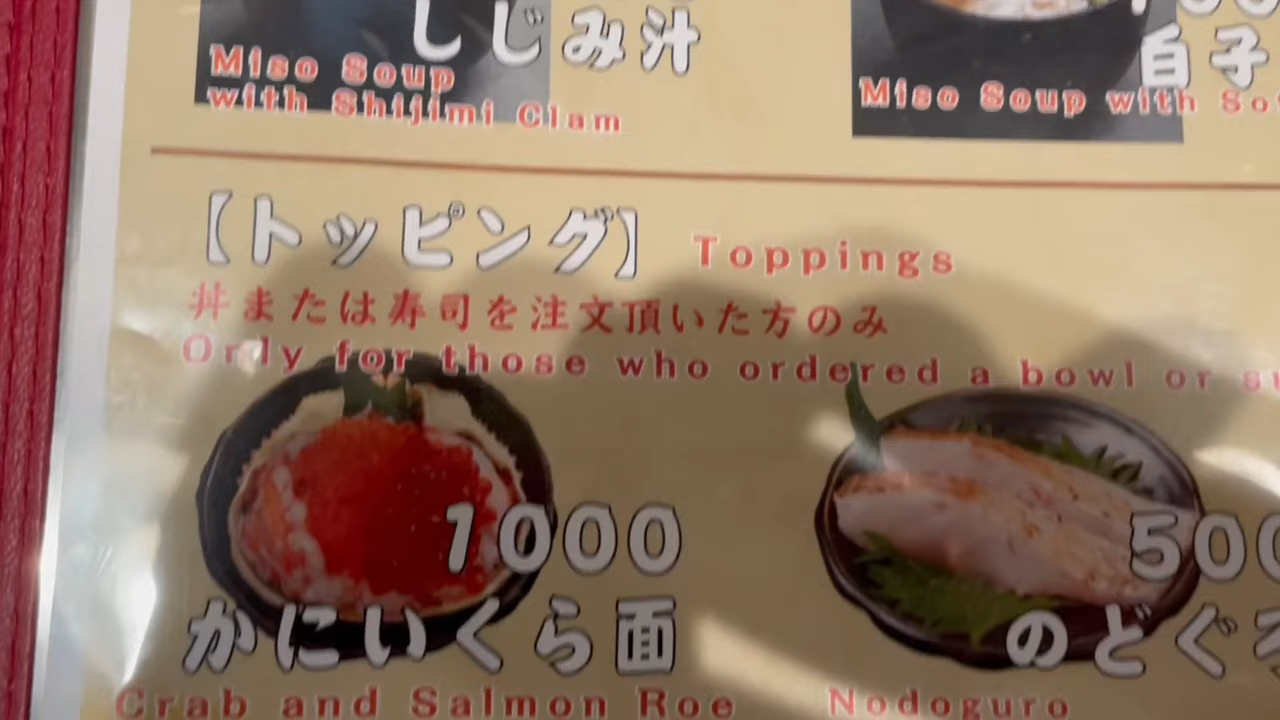 しじみ汁
Miso Soup
with Shijimi Clam
白子
Miso Soup with
【トッピング】 Toppings
丼または寿司を注文頂いた方のみ
Only for those who ordered a bowl or
1000
かにいくら面
Crab and Salmon Roe
500
のどぐろ
Nodoguro